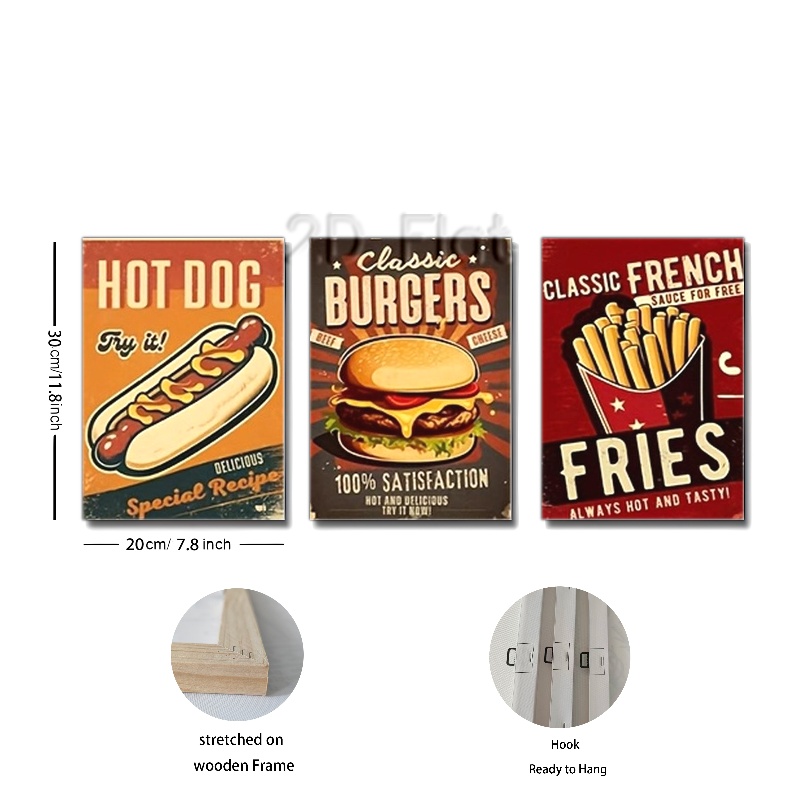 2D Flat
HOT DOG
Try it!
DELICIOUS
Special Recipe
Classic
BURGERS
BEEF
CHEESE
100% SATISFACTION
HOT AND DELICIOUS
TRY IT NOW!
CLASSIC FRENCH
SAUCE FOR FREE
FRIES
ALWAYS HOT AND TASTY!
30cm/11.8inch
20cm/ 7.8 inch
stretched on
wooden Frame
Hook
Ready to Hang